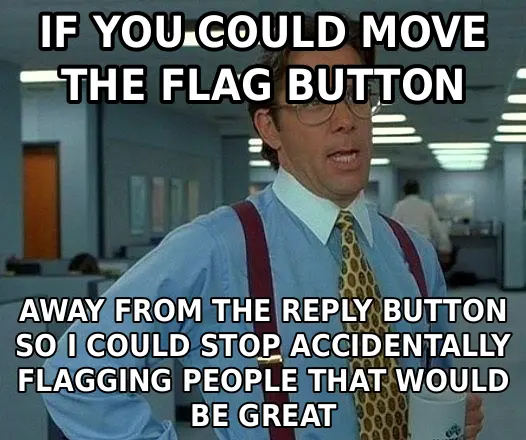 IF YOU COULD MOVE
THE FLAG BUTTON
AWAY FROM THE REPLY BUTTON
SO I COULD STOP ACCIDENTALLY
FLAGGING PEOPLE THAT WOULD
BE GREAT